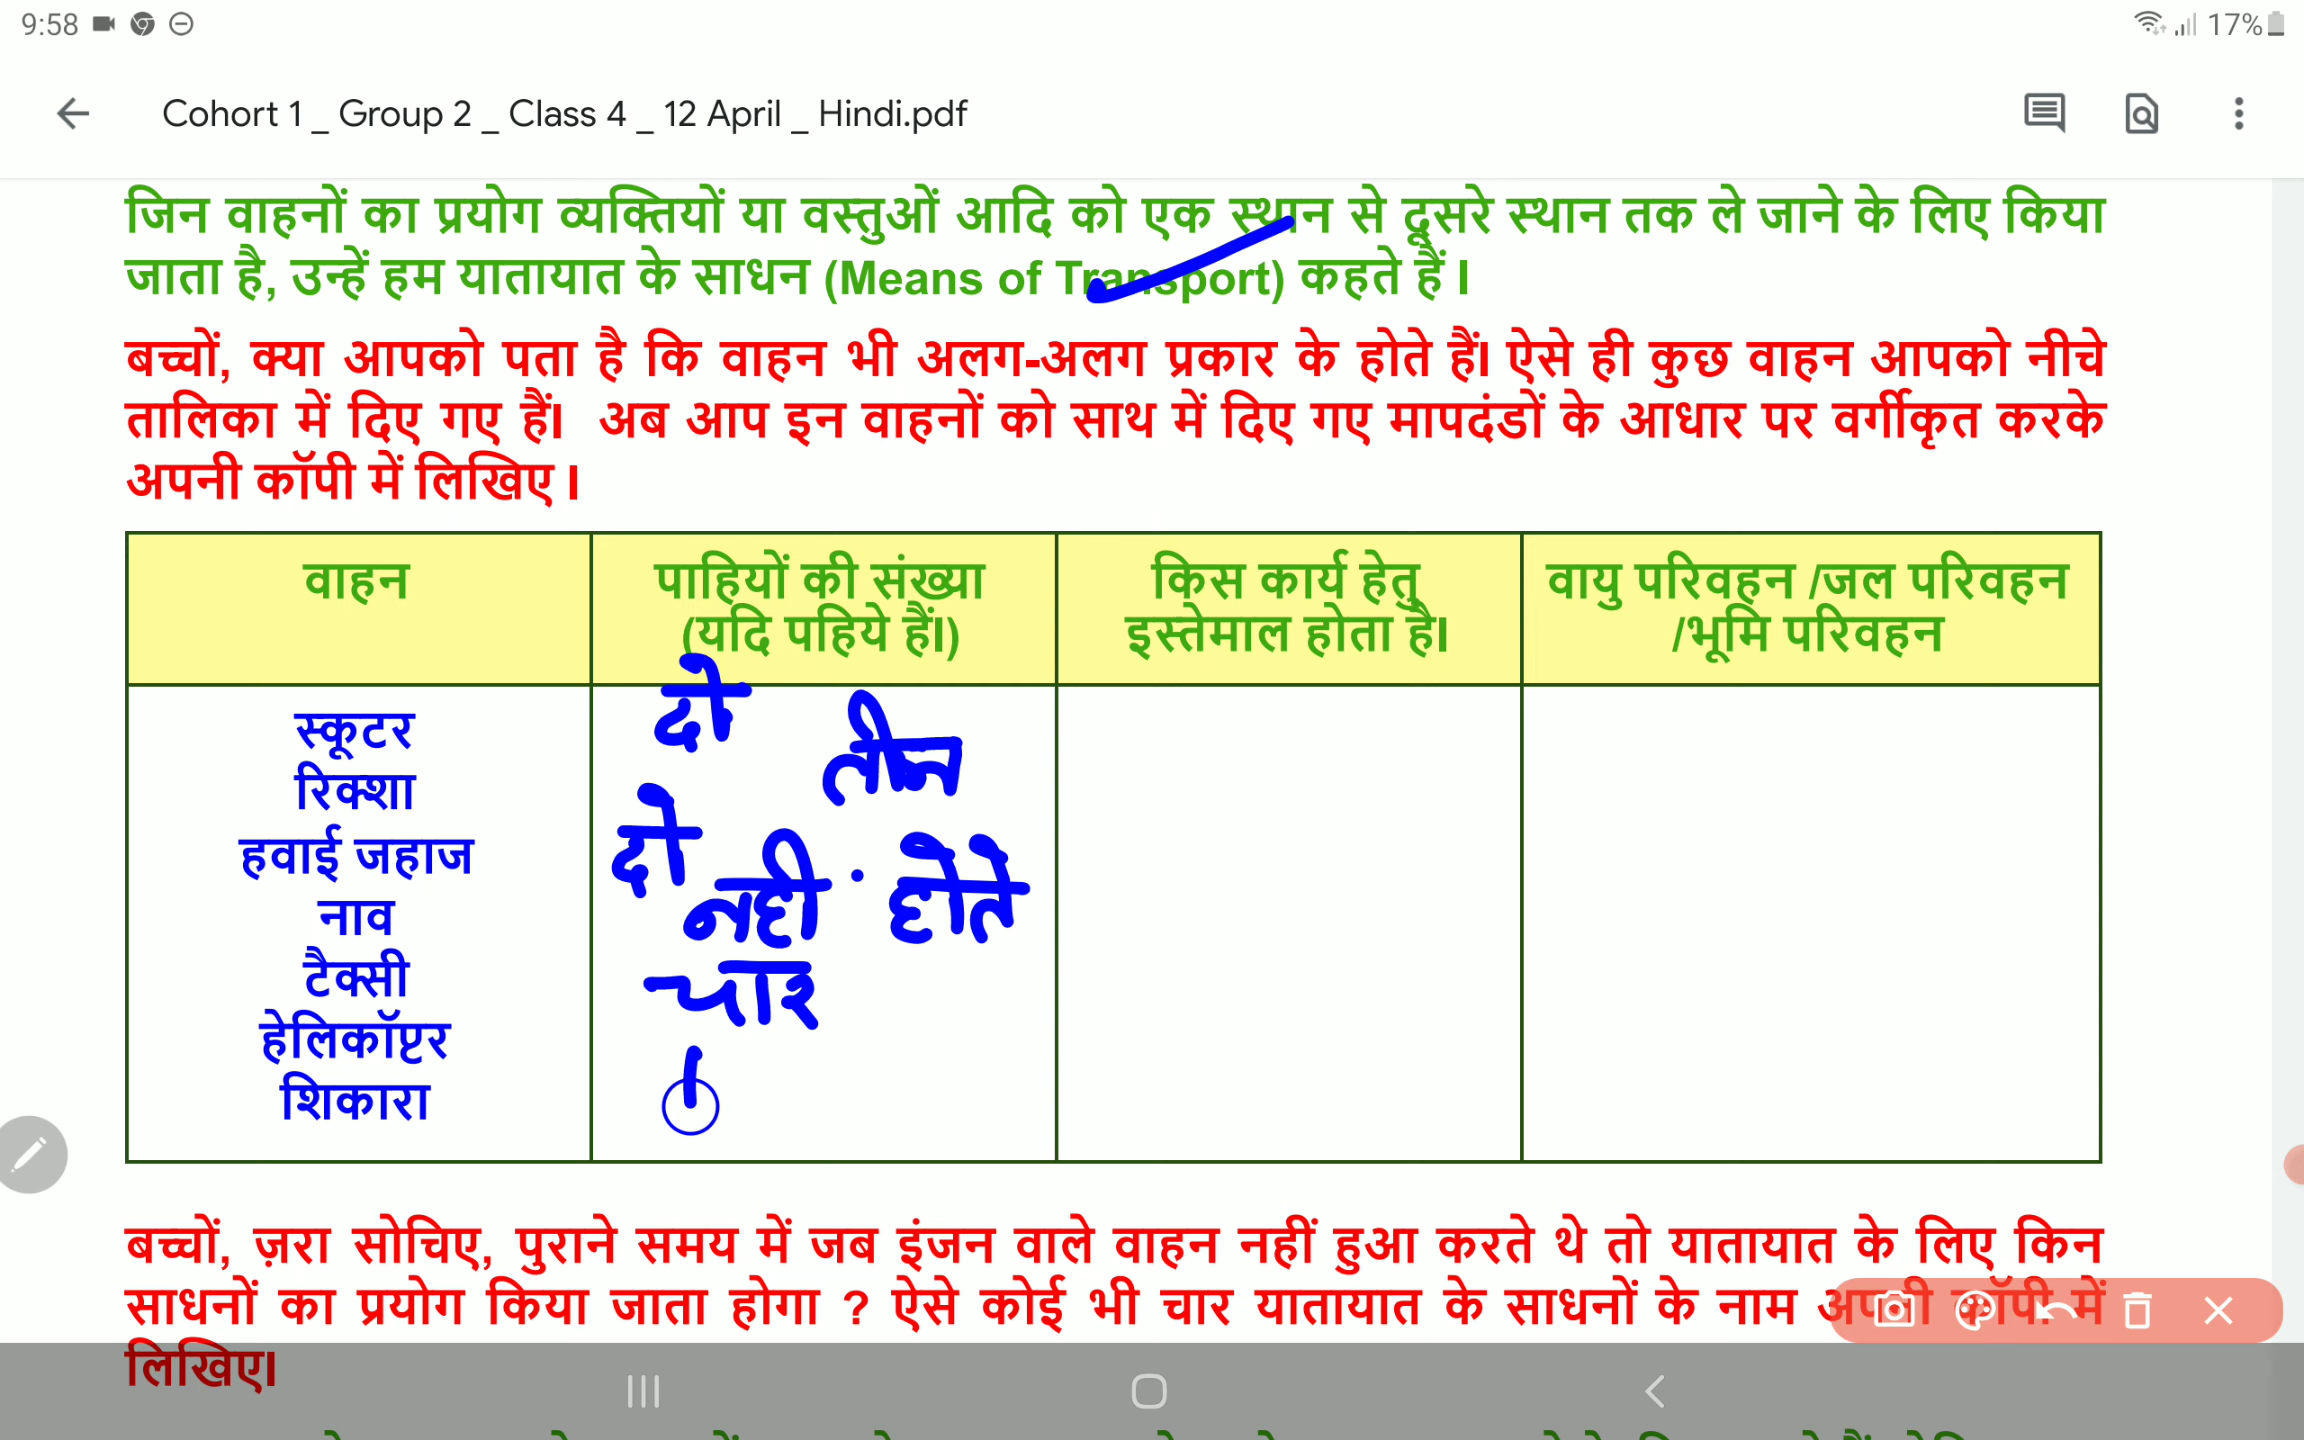 9:58 17%
Cohort 1 _ Group 2 _ Class 4 _ 12 April _ Hindi.pdf
जिन वाहनों का प्रयोग व्यक्तियों या वस्तुओं आदि को एक स्थान से दूसरे स्थान तक ले जाने के लिए किया
जाता है, उन्हें हम यातायात के साधन (Means of Transport) कहते हैं ।
बच्चों, क्या आपको पता है कि वाहन भी अलग-अलग प्रकार के होते हैं। ऐसे ही कुछ वाहन आपको नीचे
तालिका में दिए गए हैं। अब आप इन वाहनों को साथ में दिए गए मापदंडों के आधार पर वर्गीकृत करके
अपनी कॉपी में लिखिए ।
वाहन पाहियों की संख्या किस कार्य हेतु वायु परिवहन /जल परिवहन
(यदि पहिये हैं।) इस्तेमाल होता है। /भूमि परिवहन
स्कूटर दो
रिक्शा तीन
हवाई जहाज दो
नाव नही होते
टैक्सी चार
हेलिकॉप्टर
शिकारा
बच्चों, ज़रा सोचिए, पुराने समय में जब इंजन वाले वाहन नहीं हुआ करते थे तो यातायात के लिए किन
साधनों का प्रयोग किया जाता होगा ? ऐसे कोई भी चार यातायात के साधनों के नाम अपनी कॉपी में
लिखिए।